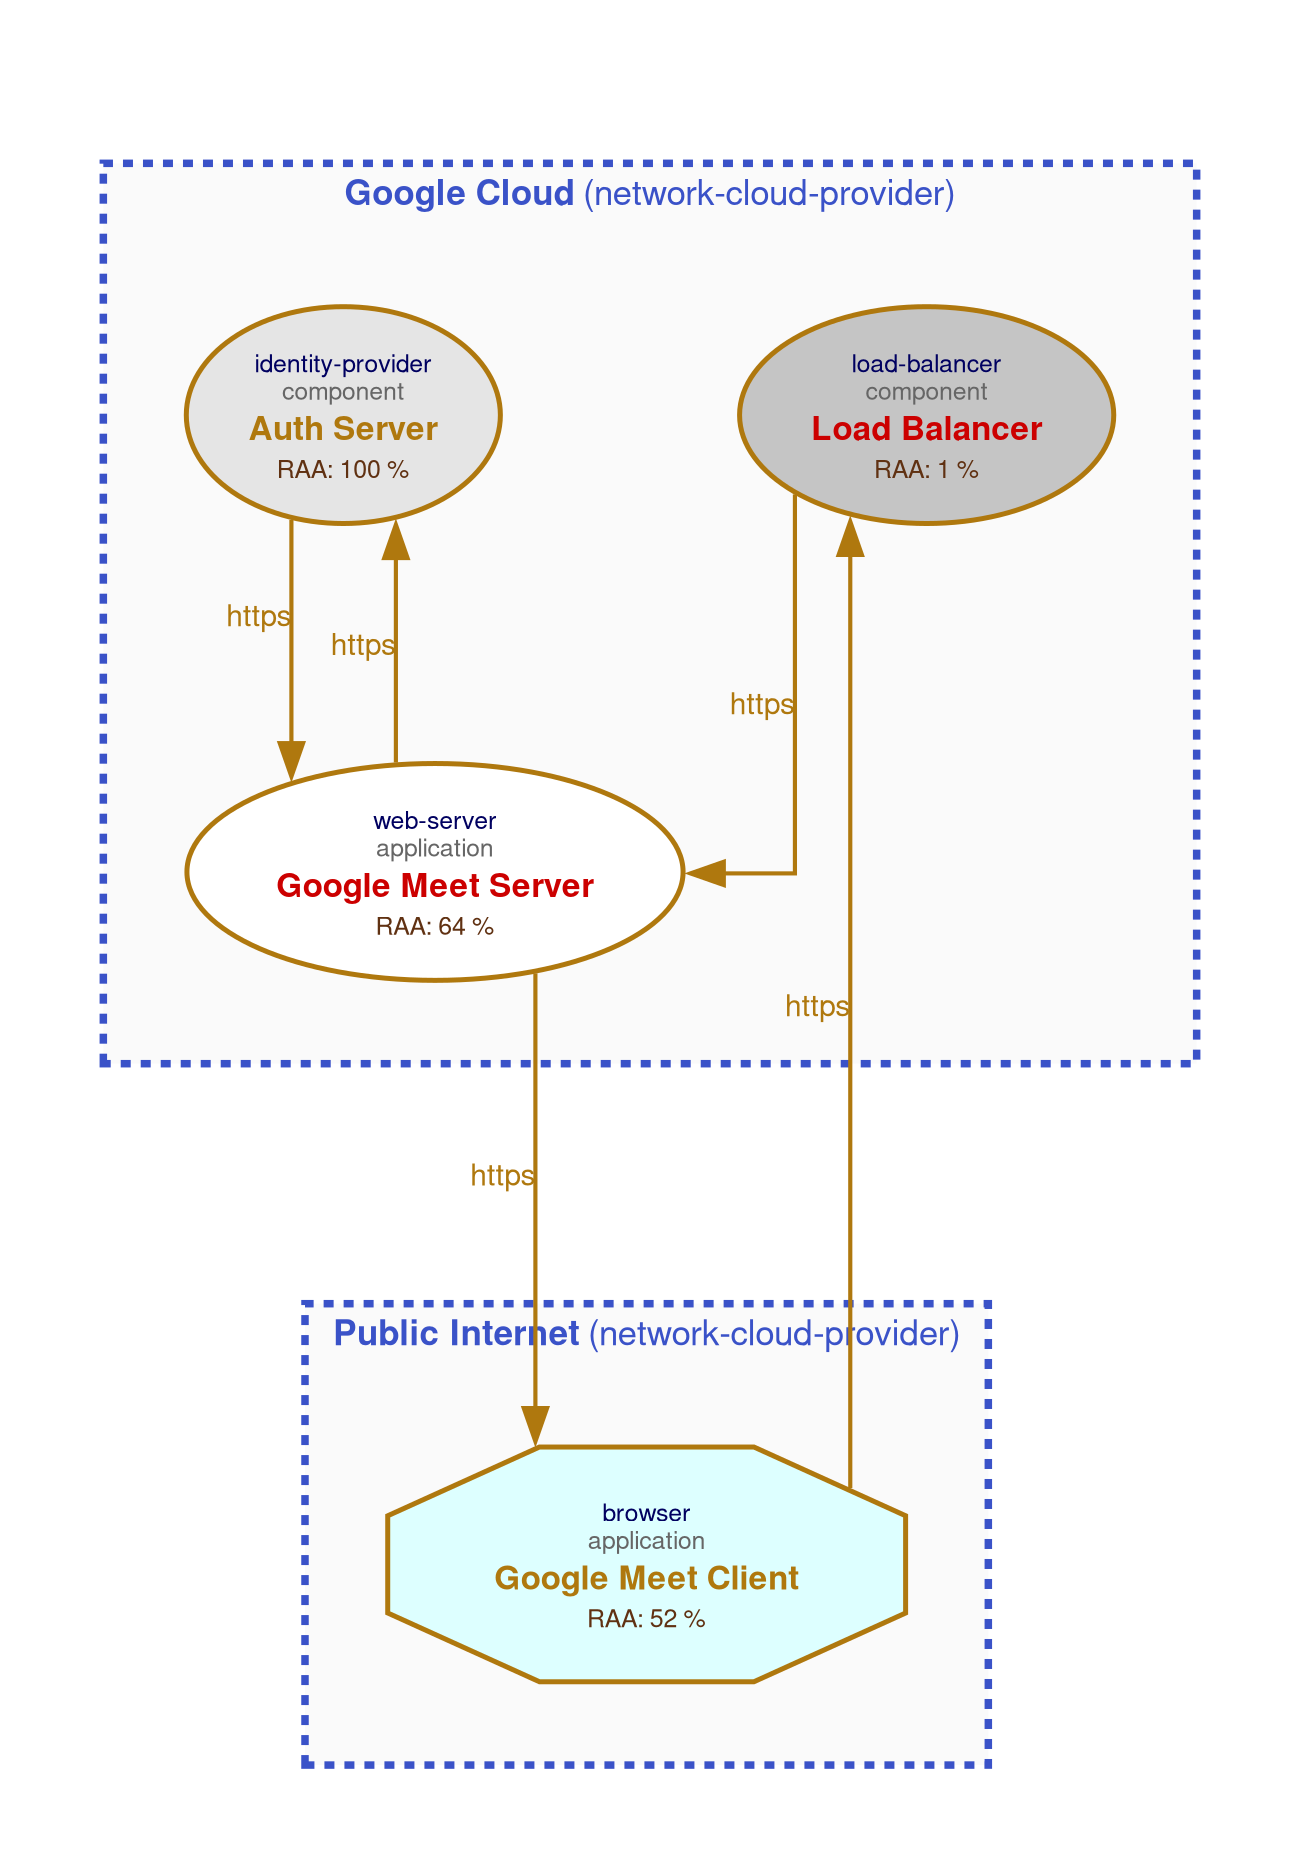 Google Cloud (network-cloud-provider)
identity-provider
component
Auth Server
RAA: 100 %
load-balancer
component
Load Balancer
RAA: 1 %
https
https
https
web-server
application
Google Meet Server
RAA: 64 %
https
https
Public Internet (network-cloud-provider)
browser
application
Google Meet Client
RAA: 52 %